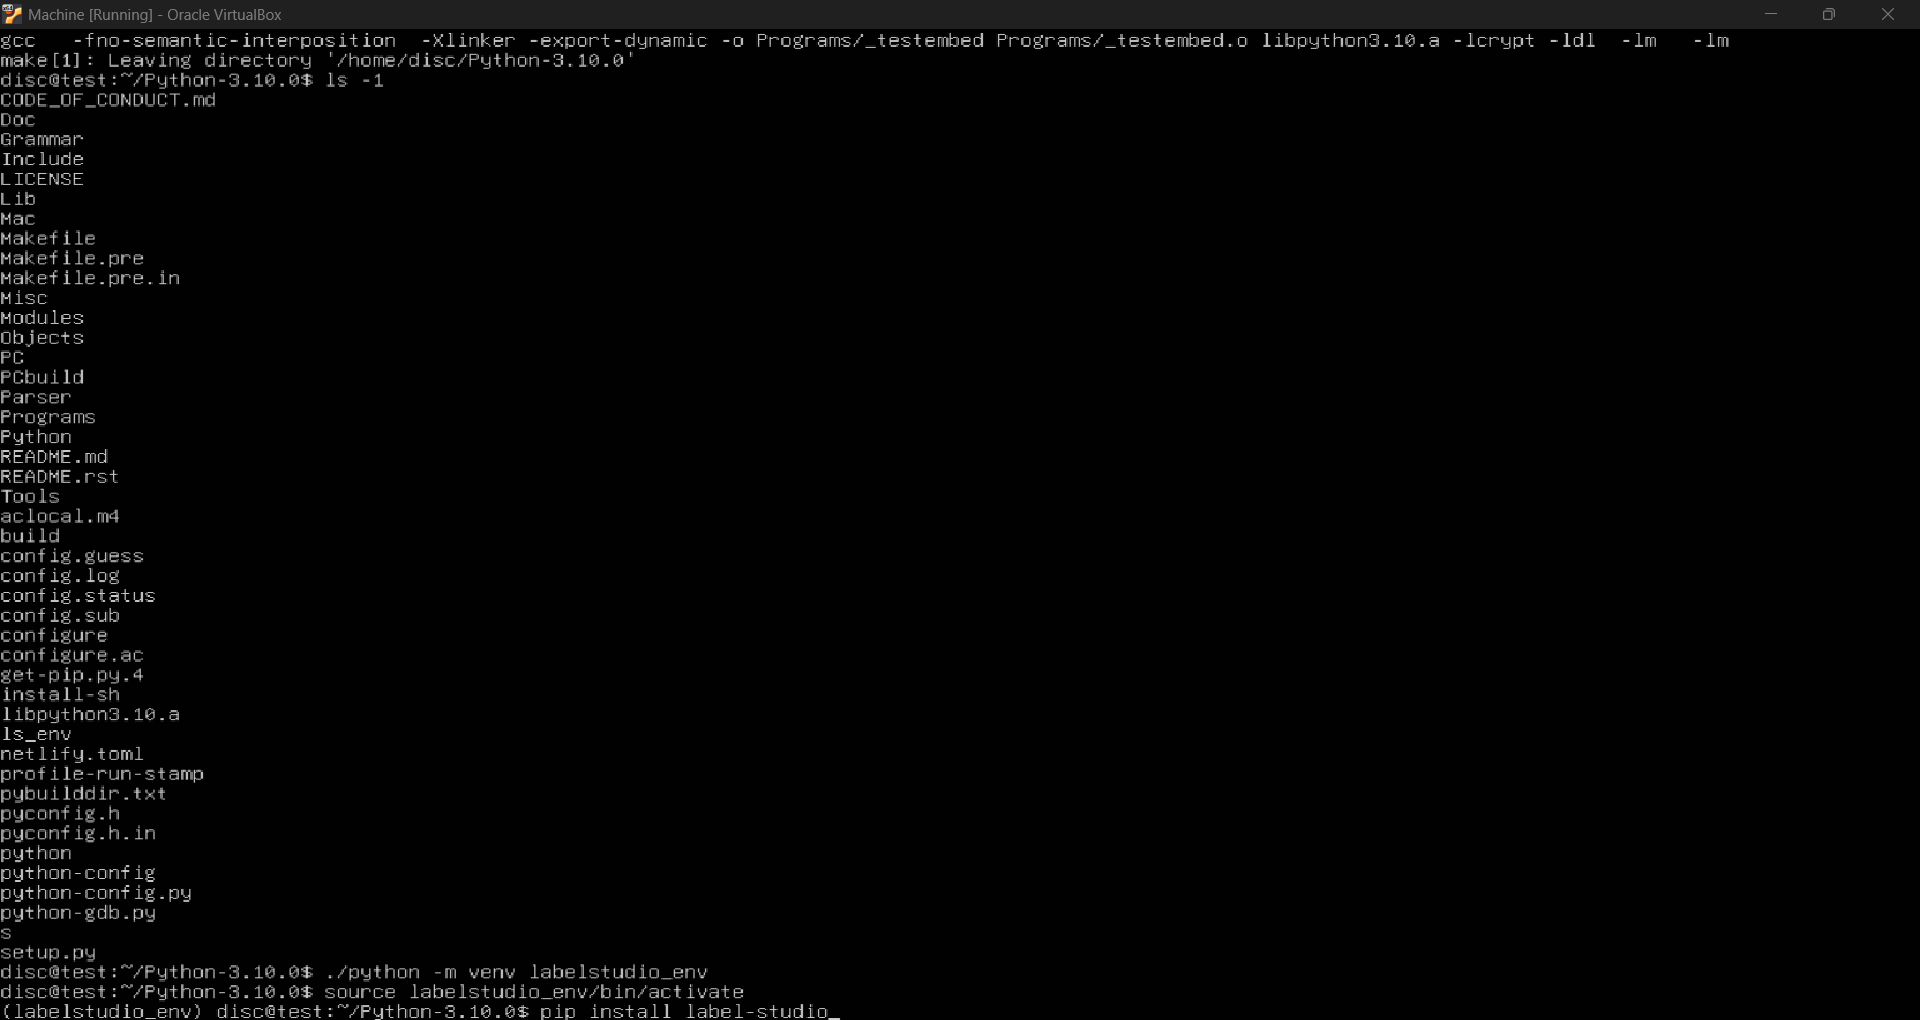 Machine [Running] - Oracle VirtualBox
gcc   -fno-semantic-interposition  -Xlinker -export-dynamic -o Programs/_testembed Programs/_testembed.o libpython3.10.a -lcrypt -ldl  -lm   -lm
make[1]: Leaving directory '/home/disc/Python-3.10.0'
disc@test:~/Python-3.10.0$ ls -1
CODE_OF_CONDUCT.md
Doc
Grammar
Include
LICENSE
Lib
Mac
Makefile
Makefile.pre
Makefile.pre.in
Misc
Modules
Objects
PC
PCbuild
Parser
Programs
Python
README.md
README.rst
Tools
aclocal.m4
build
config.guess
config.log
config.status
config.sub
configure
configure.ac
get-pip.py.4
install-sh
libpython3.10.a
ls_env
netlify.toml
profile-run-stamp
pybuilddir.txt
pyconfig.h
pyconfig.h.in
python
python-config
python-config.py
python-gdb.py
s
setup.py
disc@test:~/Python-3.10.0$ ./python -m venv labelstudio_env
disc@test:~/Python-3.10.0$ source labelstudio_env/bin/activate
(labelstudio_env) disc@test:~/Python-3.10.0$ pip install label-studio_